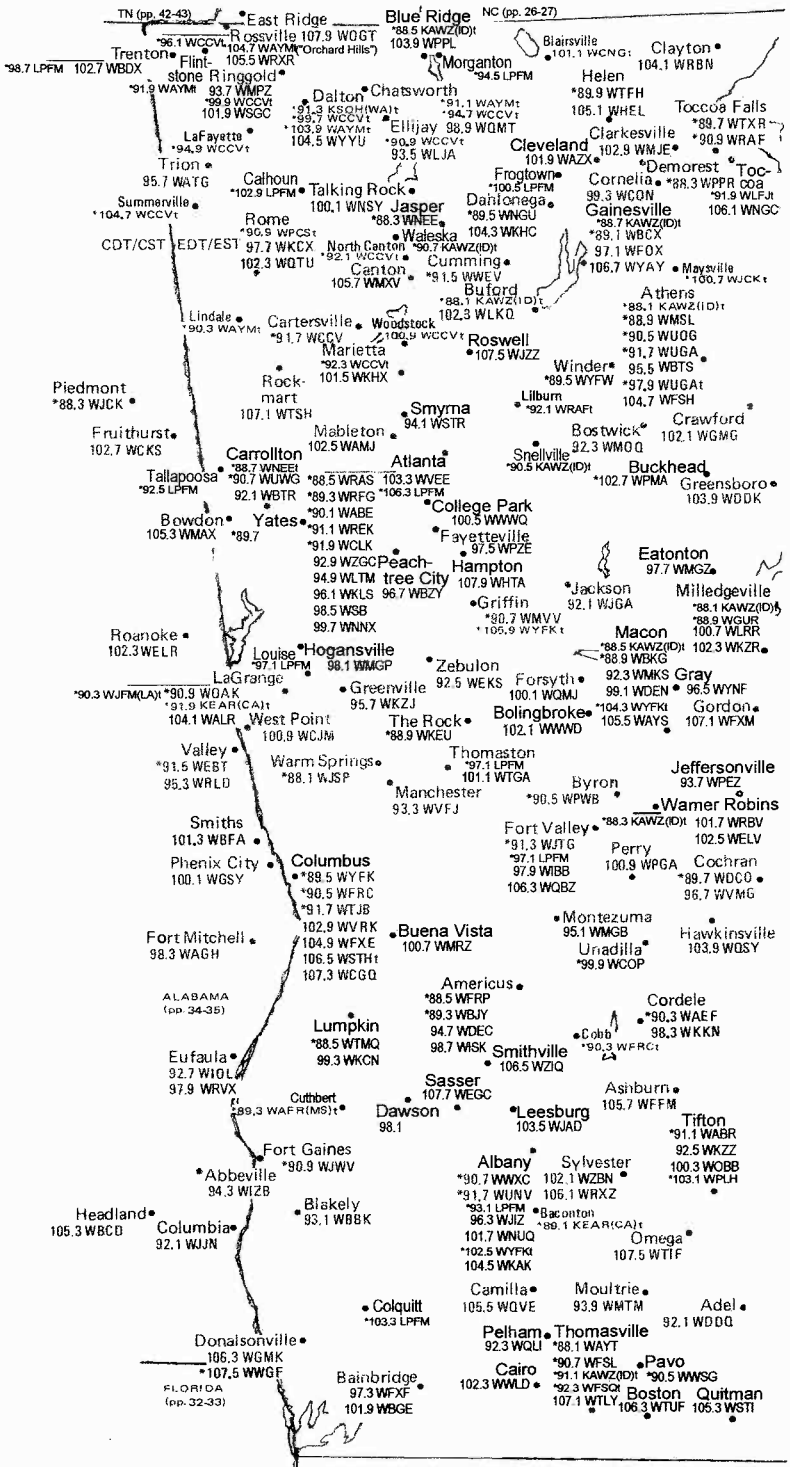 TN (pp. 42-43)
NC (pp. 26-27)
East Ridge
Rossville 107.9 WOGT
*96.1 WCCVt
104.7 WAYMt("Orchard Hills")
105.5 WRXR
Trenton
*98.7 LPFM 102.7 WBDX
*91.9 WAYMt
Flint-
stone
Ringgold
93.7 WMPZ
*99.9 WCCVt
101.9 WSGC
Blue Ridge
*88.5 KAWZ(ID)t
103.9 WPPL
Morganton
*94.5 LPFM
Blairsville
*101.1 WCNGt
Clayton
104.1 WRBN
Helen
*89.9 WTFH
105.1 WHEL
Toccoa Falls
*89.7 WTXR
*90.9 WRAF
Dalton
*91.3 KSOH(WA)t
*99.7 WCCVt
*103.9 WAYMt
104.5 WYYU
Chatsworth
*91.1 WAYMt
*94.7 WCCVt
98.9 WQMT
Ellijay
*90.9 WCCVt
93.5 WLJA
LaFayette
*94.9 WCCVt
Clarkesville
102.9 WMJE
Cleveland
101.9 WAZX
Trion
95.7 WATG
Demorest
*88.3 WPPR
Toc-
coa
*91.9 WLFJt
106.1 WNGC
Frogtown
*100.5 LPFM
Cornelia
99.3 WCON
Calhoun
*102.9 LPFM
Talking Rock
100.1 WNSY
Summerville
*104.7 WCCVt
Jasper
*88.3 WNEE
Dahlonega
*89.5 WNGU
104.3 WKHC
Gainesville
*88.7 KAWZ(ID)t
*89.1 WBCX
97.1 WFOX
106.7 WYAY
Rome
*90.9 WPCSt
97.7 WKCX
102.3 WQTU
Waleska
*90.7 KAWZ(ID)t
North Canton
*92.1 WCCVt
CDT/CST EDT/EST
Canton
105.7 WMXV
Cumming
*91.5 WWEV
Maysville
*100.7 WJCKt
Buford
*88.1 KAWZ(ID)t
102.3 WLKQ
Athens
*88.1 KAWZ(ID)t
*88.9 WMSL
*90.5 WUOG
*91.7 WUGA
95.5 WBTS
*97.9 WUGAt
104.7 WFSH
Lindale
*90.3 WAYMt
Cartersville
*91.7 WCCV
Woodstock
*100.9 WCCVt
Marietta
*92.3 WCCVt
101.5 WKHX
Roswell
107.5 WJZZ
Winder
*89.5 WYFW
Rock-
mart
107.1 WTSH
Piedmont
*88.3 WJCK
Smyrna
94.1 WSTR
Lilburn
*92.1 WRAFt
Crawford
102.1 WGMG
Fruithurst
102.7 WCKS
Mableton
102.5 WAMJ
Bostwick
92.3 WMOQ
Snellville
*90.5 KAWZ(ID)t
Carrollton
*88.7 WNEEt
*90.7 WUWG
92.1 WBTR
Tallapoosa
*92.5 LPFM
Atlanta
*88.5 WRAS
*89.3 WRFG
*90.1 WABE
*91.1 WREK
*91.9 WCLK
92.9 WZGC
94.9 WLTM
96.1 WKLS
98.5 WSB
99.7 WNNX
103.3 WVEE
*106.3 LPFM
Buckhead
*102.7 WPMA
Greensboro
103.9 WDDK
College Park
100.5 WWWQ
Bowdon
105.3 WMAX
Yates
*89.7
Fayetteville
97.5 WPZE
Peach-
tree City
96.7 WBZY
Hampton
107.9 WHTA
Eatonton
97.7 WMGZ
Griffin
*90.7 WMVV
*105.9 WYFKt
Jackson
92.1 WJGA
Milledgeville
*88.1 KAWZ(ID)t
*88.9 WGUR
100.7 WLRR
102.3 WKZR
Roanoke
102.3 WELR
Macon
*88.5 KAWZ(ID)t
*88.9 WBKG
92.3 WMKS
99.1 WDEN
*104.3 WYFKt
105.5 WAYS
Louise
*97.1 LPFM
Hogansville
98.1 WMGP
Zebulon
92.5 WEKS
LaGrange
*90.3 WJFM(LA)t *90.9 WOAK
*91.9 KEAR(CA)t
104.1 WALR
Greenville
95.7 WKZJ
Forsyth
100.1 WQMJ
Gray
96.5 WYNF
West Point
100.9 WCJM
The Rock
*88.9 WKEU
Bolingbroke
102.1 WWWD
Gordon
107.1 WFXM
Valley
*91.5 WEBT
95.3 WRLD
Warm Springs
*88.1 WJSP
Thomaston
*97.1 LPFM
101.1 WTGA
Manchester
93.3 WVFJ
Byron
*90.5 WPWB
Jeffersonville
93.7 WPEZ
Warner Robins
*88.3 KAWZ(ID)t
101.7 WRBV
102.5 WELV
Smiths
101.3 WBFA
Fort Valley
*91.3 WJTG
*97.1 LPFM
97.9 WIBB
106.3 WQBZ
Perry
100.9 WPGA
Cochran
*89.7 WDCO
96.7 WVMG
Phenix City
100.1 WGSY
Columbus
*89.5 WYFK
*90.5 WFRC
*91.7 WTJB
102.9 WVRK
104.9 WFXE
106.5 WSTHt
107.3 WCGQ
Fort Mitchell
98.3 WAGH
Buena Vista
100.7 WMRZ
Montezuma
95.1 WMGB
Unadilla
*99.9 WCOP
Hawkinsville
103.9 WQSY
ALABAMA
(pp. 34-35)
Americus
*88.5 WFRP
*89.3 WBJY
94.7 WDEC
98.7 WISK
Cordele
*90.3 WAEF
98.3 WKKN
Lumpkin
*88.5 WTMQ
99.3 WKCN
Cobb
*90.3 WFRCt
Eufaula
92.7 WIOL
97.9 WRVX
Smithville
106.5 WZIQ
Sasser
107.7 WEGC
Ashburn
105.7 WFFM
Cuthbert
*89.3 WAFR(MS)t
Dawson
98.1
Leesburg
103.5 WJAD
Tifton
*91.1 WABR
92.5 WKZZ
100.3 WOBB
*103.1 WPLH
Fort Gaines
*90.9 WJWV
Abbeville
94.3 WIZB
Albany
*90.7 WWXC
*91.7 WUNV
*93.1 LPFM
96.3 WJIZ
101.7 WNUQ
*102.5 WYFKt
104.5 WKAK
Sylvester
102.1 WZBN
106.1 WRXZ
Baconton
*89.1 KEAR(CA)t
Headland
105.3 WBCD
Columbia
92.1 WJJN
Blakely
93.1 WBBK
Omega
107.5 WTIF
Camilla
105.5 WQVE
Moultrie
93.9 WMTM
Adel
92.1 WDDQ
Colquitt
*103.3 LPFM
Donalsonville
106.3 WGMK
*107.5 WWGF
Pelham
92.3 WQLI
Thomasville
*88.1 WAYT
*90.7 WFSL
*91.1 KAWZ(ID)t
*92.3 WFSQt
107.1 WTLY
Pavo
*90.5 WWSG
FLORIDA
(pp. 32-33)
Bainbridge
97.3 WFXF
101.9 WBGE
Cairo
102.3 WWLD
Boston
106.3 WTUF
Quitman
105.3 WSTI